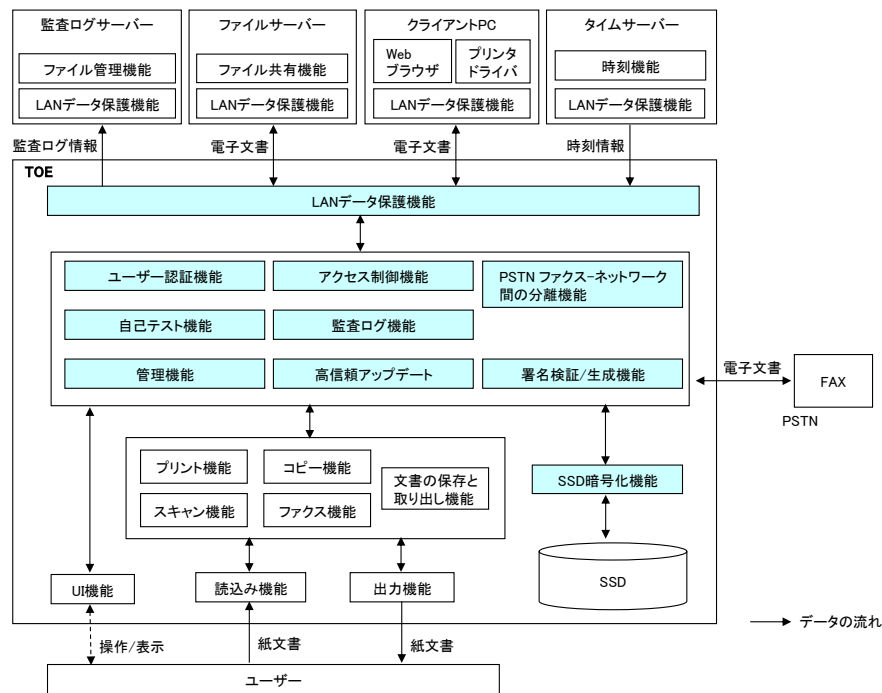 監査ログサーバー
ファイル管理機能
LANデータ保護機能
ファイルサーバー
ファイル共有機能
LANデータ保護機能
クライアントPC
Web
ブラウザ
プリンタ
ドライバ
LANデータ保護機能
タイムサーバー
時刻機能
LANデータ保護機能
監査ログ情報
電子文書
電子文書
時刻情報
TOE
LANデータ保護機能
ユーザー認証機能
アクセス制御機能
PSTN ファクス-ネットワーク
間の分離機能
自己テスト機能
監査ログ機能
管理機能
高信頼アップデート
署名検証/生成機能
電子文書
FAX
PSTN
プリント機能
コピー機能
文書の保存と
取り出し機能
スキャン機能
ファクス機能
SSD暗号化機能
SSD
UI機能
読込み機能
出力機能
データの流れ
操作/表示
紙文書
紙文書
ユーザー